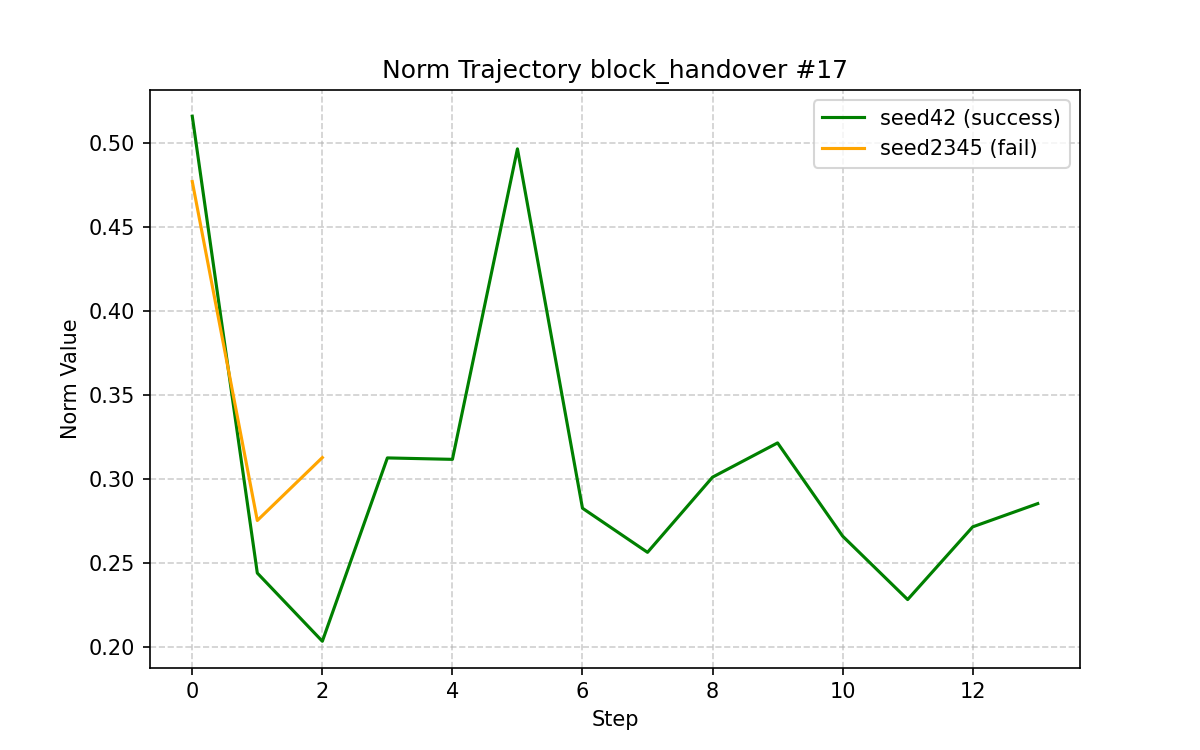 Norm Trajectory block_handover #17
seed42 (success)
seed2345 (fail)
Norm Value
0.50
0.45
0.40
0.35
0.30
0.25
0.20
0 2 4 6 8 10 12
Step